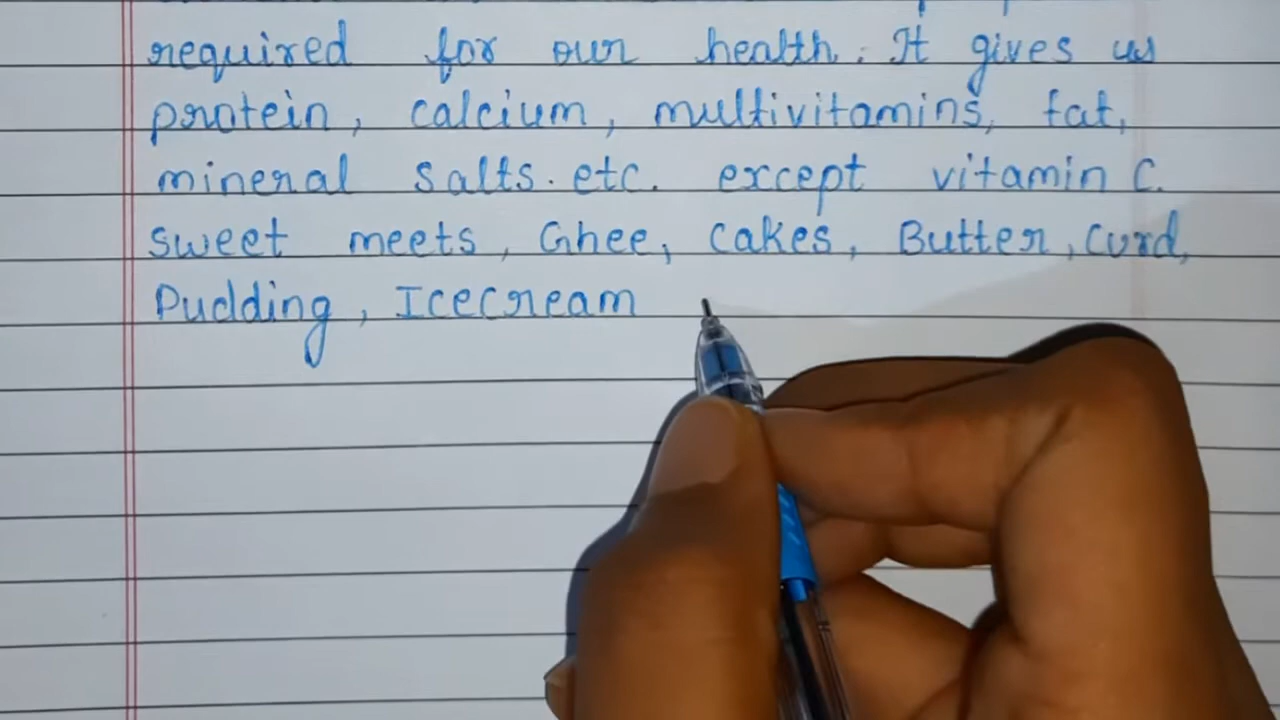 required for our health. It gives us
protein, calcium, multivitamins, fat,
mineral salts. etc. except vitamin C.
sweet meets, Ghee, cakes, Butter, Curd,
Pudding, Icecream